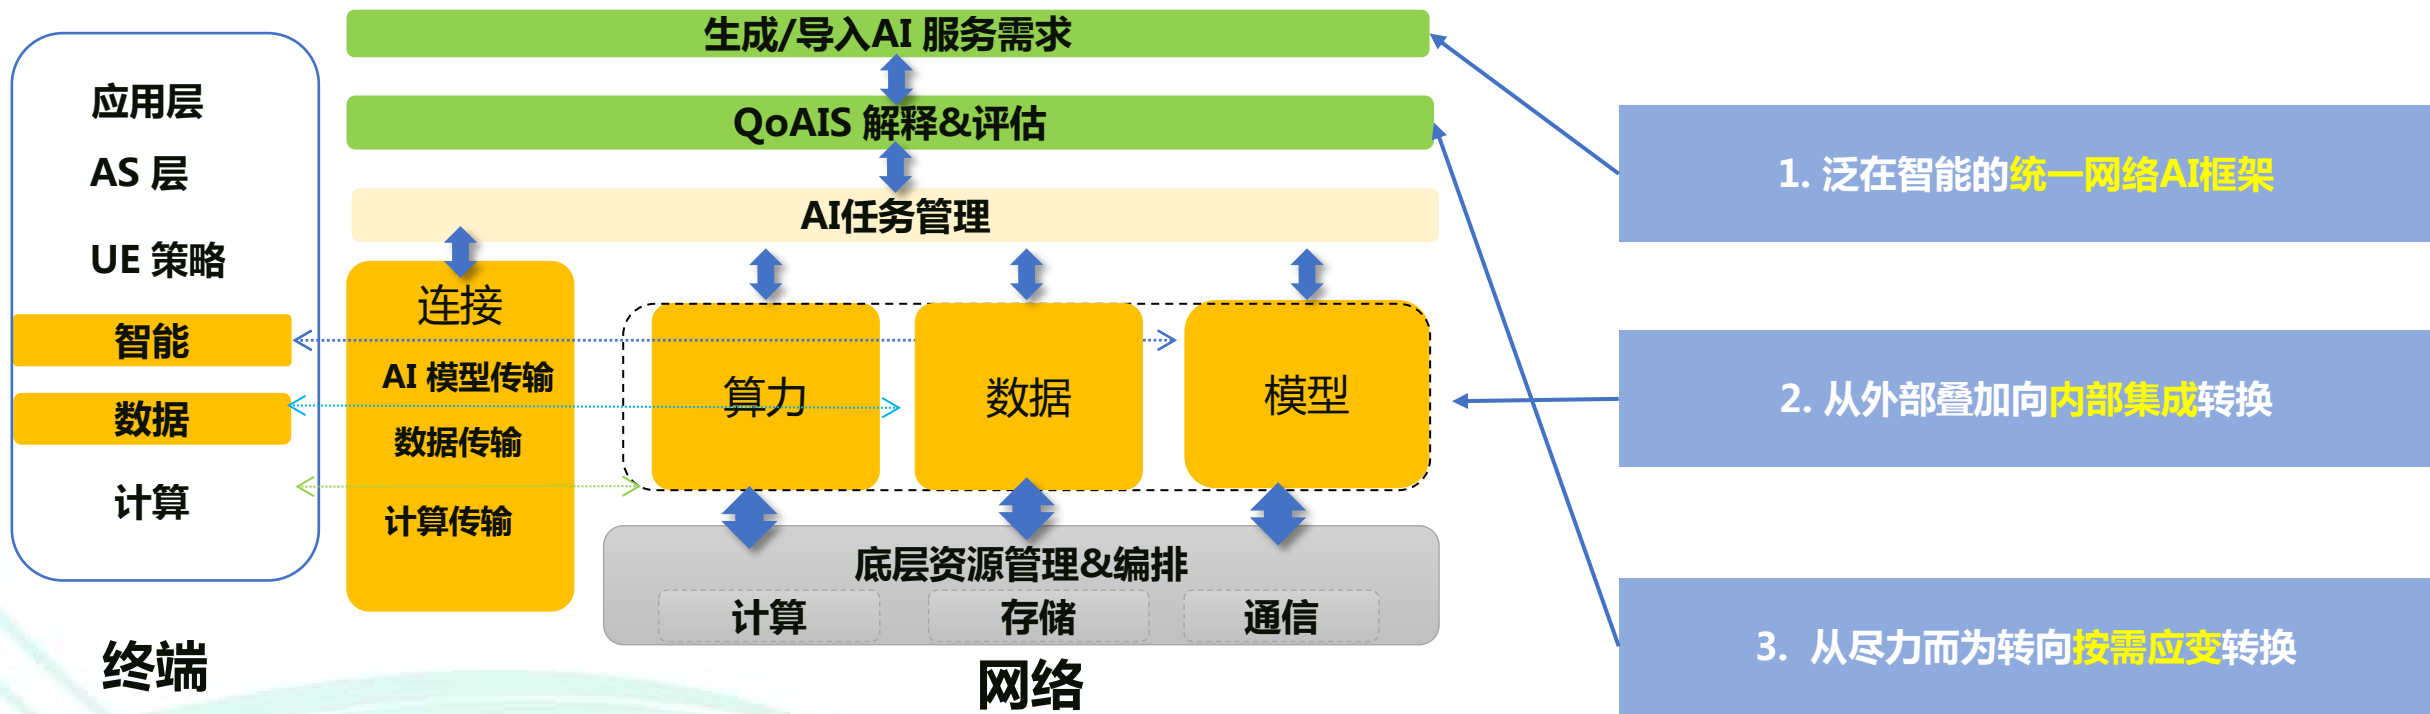 生成/导入AI 服务需求
QoAIS 解释&评估
AI任务管理
应用层
AS 层
UE 策略
智能
数据
计算
终端
连接
AI 模型传输
数据传输
计算传输
算力
数据
模型
底层资源管理&编排
计算
存储
通信
网络
1. 泛在智能的统一网络AI框架
2. 从外部叠加向内部集成转换
3. 从尽力而为转向按需应变转换